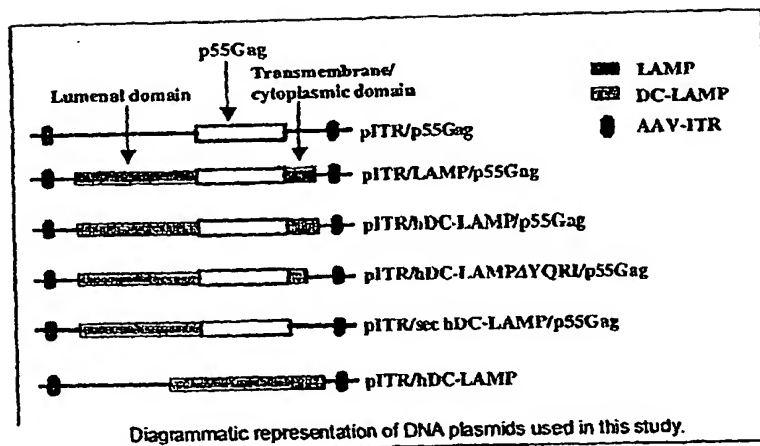 p55Gag
Transmembrane/
cytoplasmic domain
Lumenal domain
LAMP
DC-LAMP
AAV-ITR
pITR/p55Gag
pITR/LAMP/p55Gag
pITR/hDC-LAMP/p55Gag
pITR/hDC-LAMPΔYQRI/p55Gag
pITR/sec hDC-LAMP/p55Gag
pITR/hDC-LAMP
Diagrammatic representation of DNA plasmids used in this study.